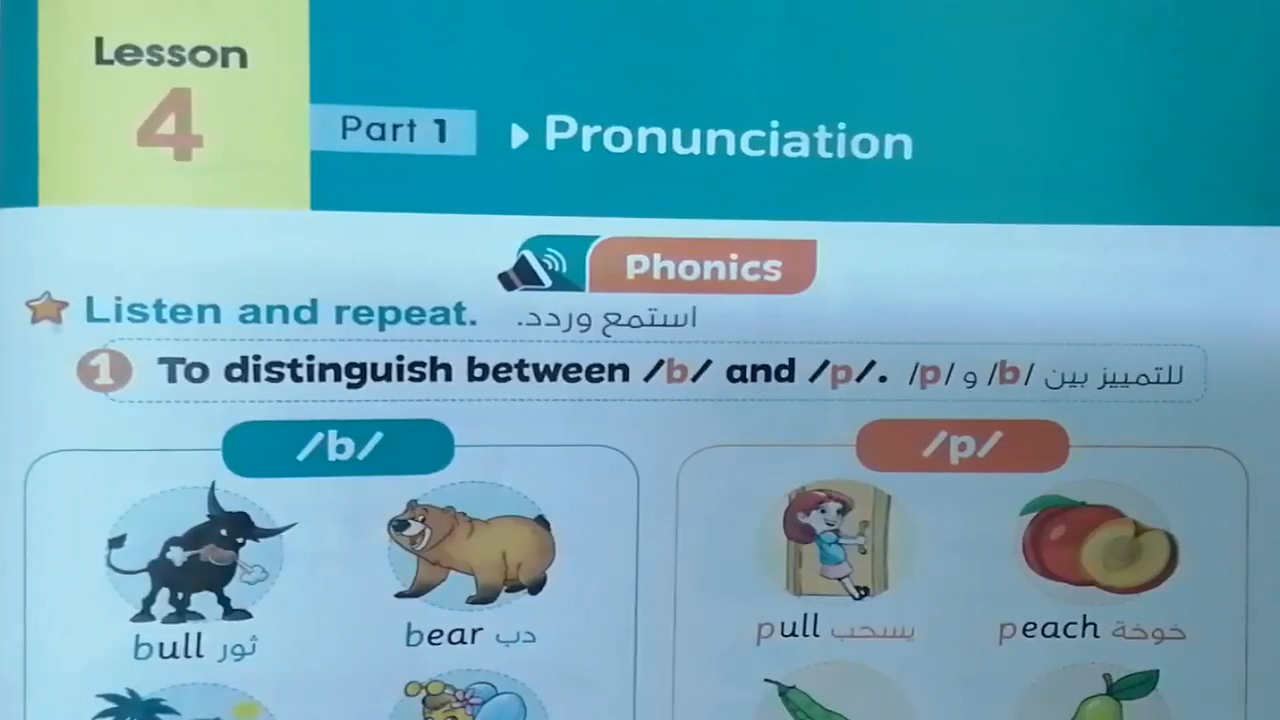 Lesson
4
Part 1
Pronunciation
Phonics
Listen and repeat. استمع وردد.
1 To distinguish between /b/ and /p/. للتمييز بين /b/ و /p/
/b/
/p/
bull ثور
bear دب
pull يسحب
peach خوخة